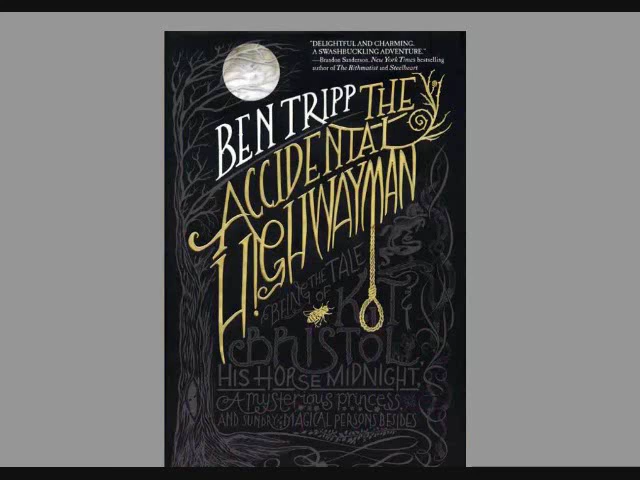 "DELIGHTFUL AND CHARMING.
A SWASHBUCKLING ADVENTURE."
—Brandon Sanderson, New York Times bestselling
author of The Rithmatist and Steelheart
BEN TRIPP
THE
ACCIDENTAL
HIGHWAYMAN
BEING THE TALE
OF KIT
BRISTOL,
HIS HORSE MIDNIGHT,
A mysterious princess,
AND SUNDRY MAGICAL PERSONS BESIDES